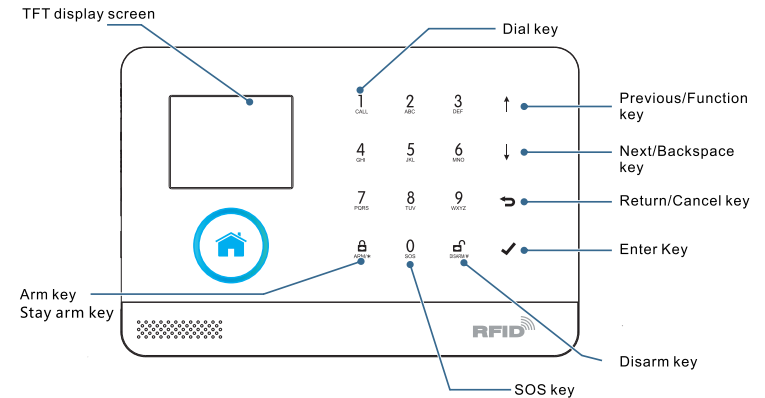 TFT display screen
Dial key
1
CALL
2
ABC
3
DEF
Previous/Function
key
4
GHI
5
JKL
6
MNO
Next/Backspace
key
7
PQRS
8
TUV
9
WXYZ
Return/Cancel key
ARM/#
0
SOS
DISARM#
Enter Key
Arm key
Stay arm key
RFID
Disarm key
SOS key